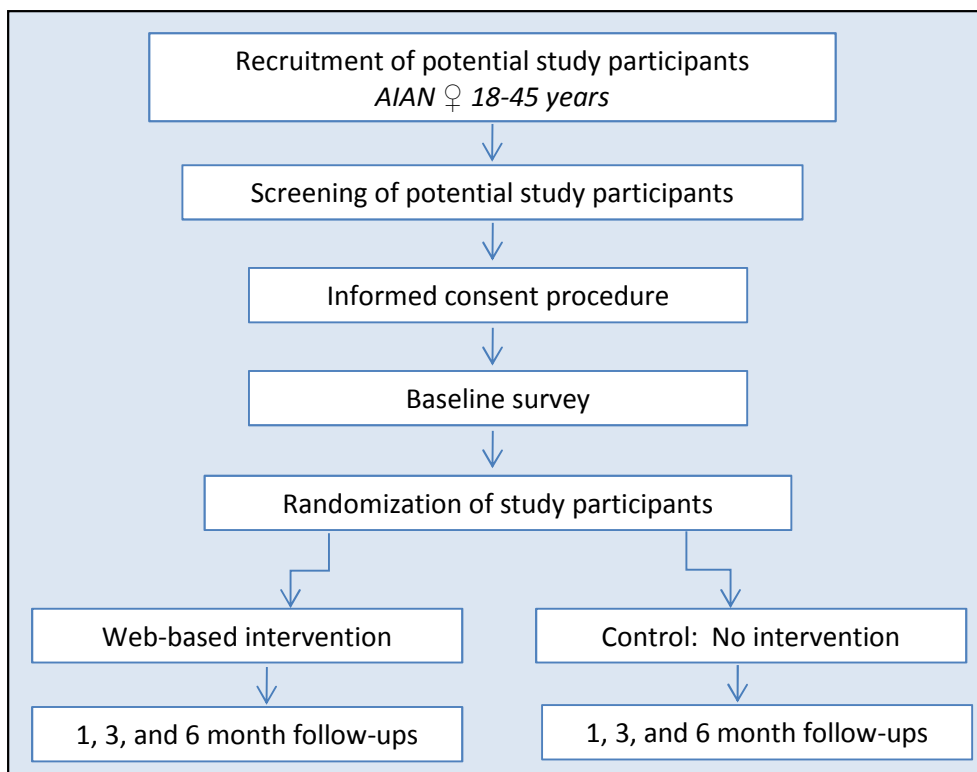 Recruitment of potential study participants
AIAN ♀ 18-45 years
Screening of potential study participants
Informed consent procedure
Baseline survey
Randomization of study participants
Web-based intervention
Control:  No intervention
1, 3, and 6 month follow-ups
1, 3, and 6 month follow-ups